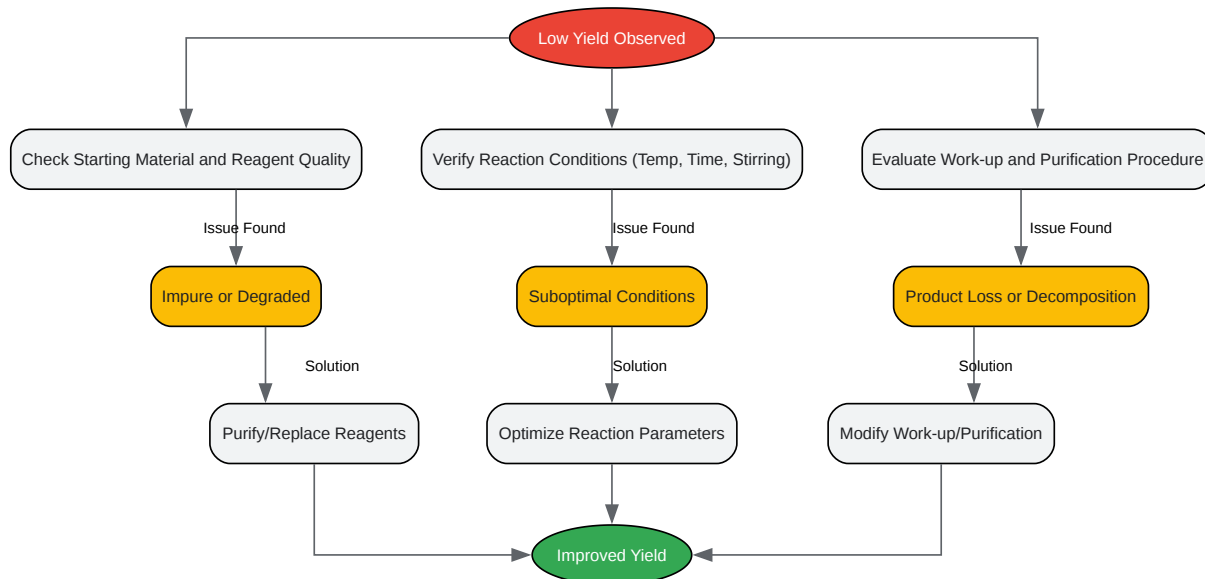 Low Yield Observed
Check Starting Material and Reagent Quality
Verify Reaction Conditions (Temp, Time, Stirring)
Evaluate Work-up and Purification Procedure
Issue Found
Issue Found
Issue Found
Impure or Degraded
Suboptimal Conditions
Product Loss or Decomposition
Solution
Solution
Solution
Purify/Replace Reagents
Optimize Reaction Parameters
Modify Work-up/Purification
Improved Yield